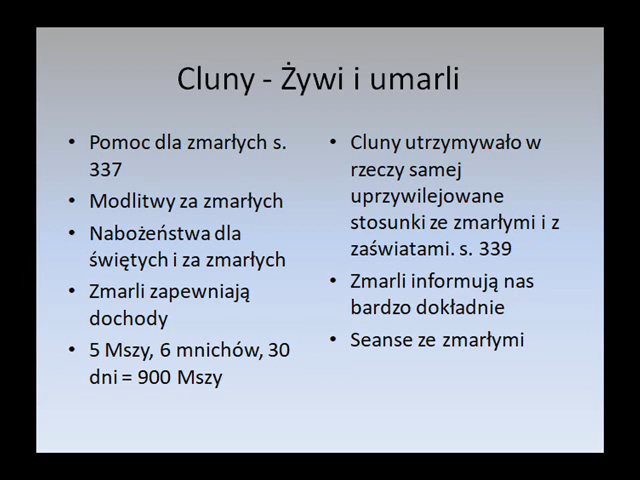 Cluny - Żywi i umarli
• Pomoc dla zmarłych s.
337
• Modlitwy za zmarłych
• Nabożeństwa dla
świętych i za zmarłych
• Zmarli zapewniają
dochody
• 5 Mszy, 6 mnichów, 30
dni = 900 Mszy
• Cluny utrzymywało w
rzeczy samej
uprzywilejowane
stosunki ze zmarłymi i z
zaświatami. s. 339
• Zmarli informują nas
bardzo dokładnie
• Seanse ze zmarłymi